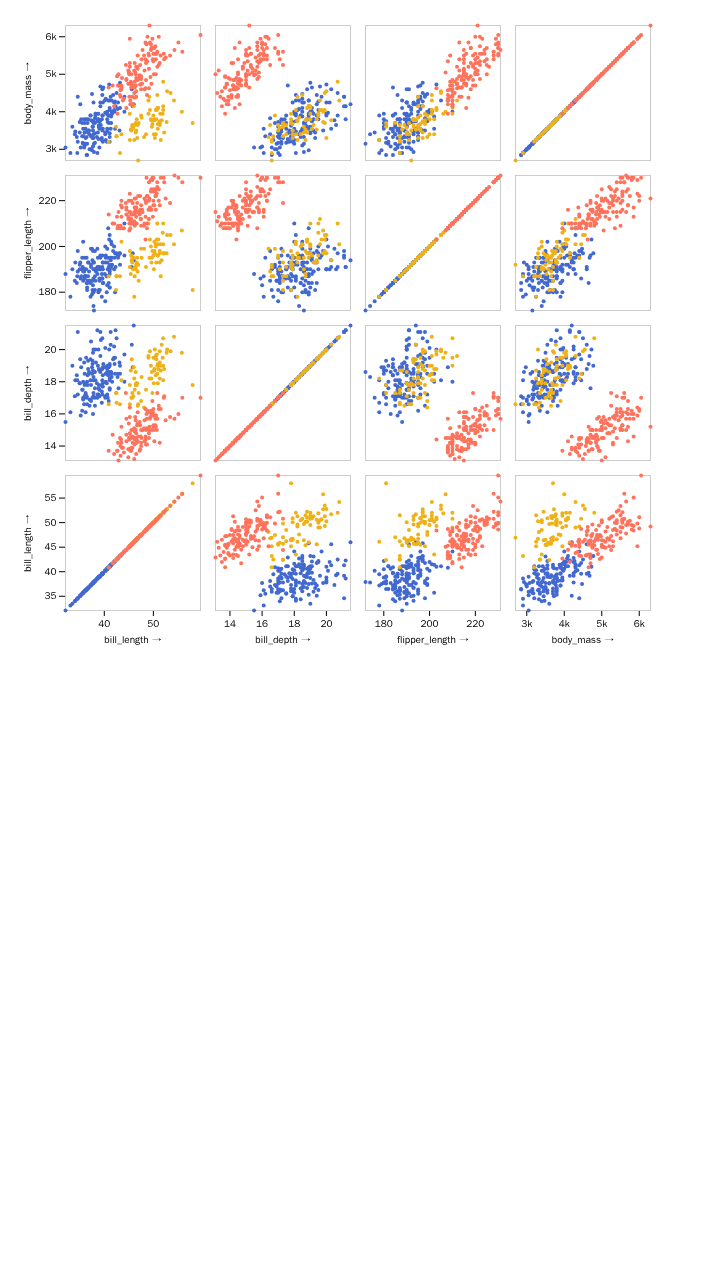 6k
5k
4k
3k
body_mass →
220
200
180
flipper_length →
20
18
16
14
bill_depth →
55
50
45
40
35
bill_length →
40 50
14 16 18 20
180 200 220
3k 4k 5k 6k
bill_length →
bill_depth →
flipper_length →
body_mass →